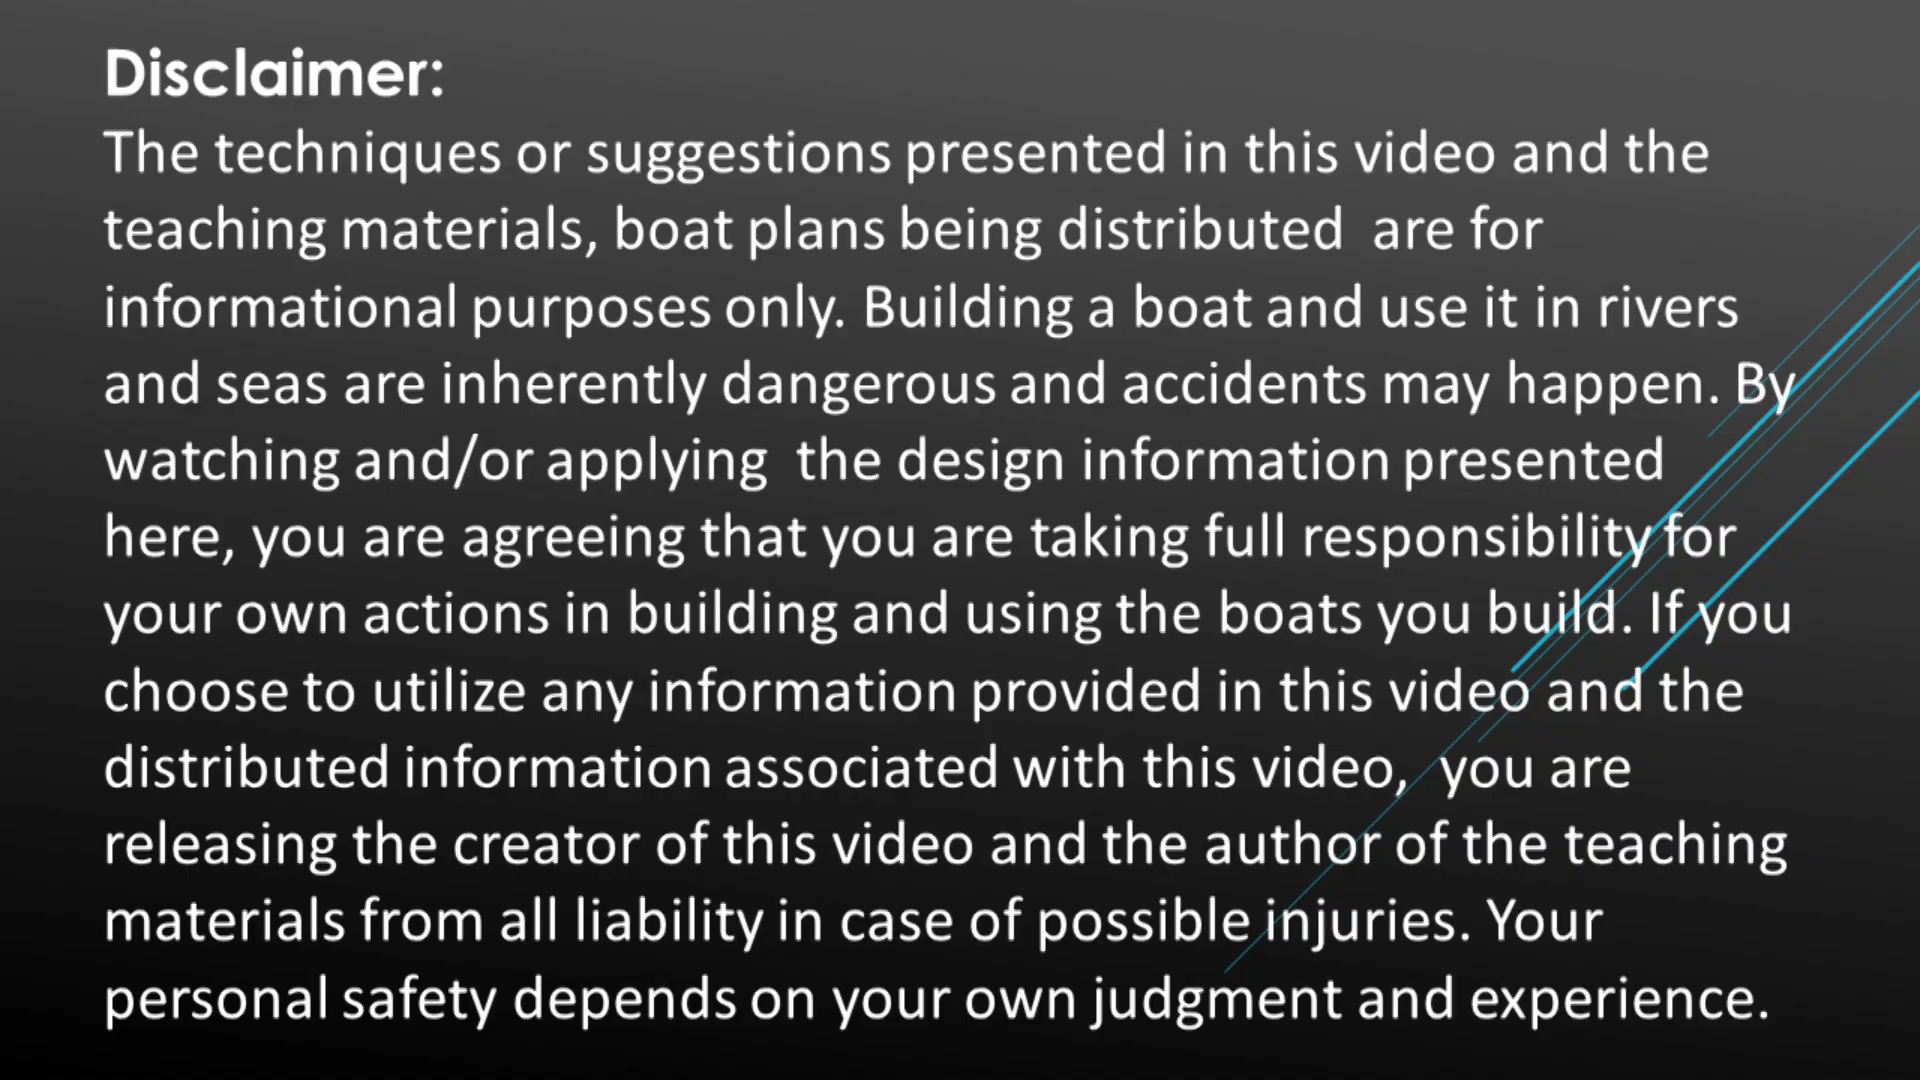 Disclaimer:
The techniques or suggestions presented in this video and the
teaching materials, boat plans being distributed  are for
informational purposes only. Building a boat and use it in rivers
and seas are inherently dangerous and accidents may happen. By
watching and/or applying  the design information presented
here, you are agreeing that you are taking full responsibility for
your own actions in building and using the boats you build. If you
choose to utilize any information provided in this video and the
distributed information associated with this video,  you are
releasing the creator of this video and the author of the teaching
materials from all liability in case of possible injuries. Your
personal safety depends on your own judgment and experience.